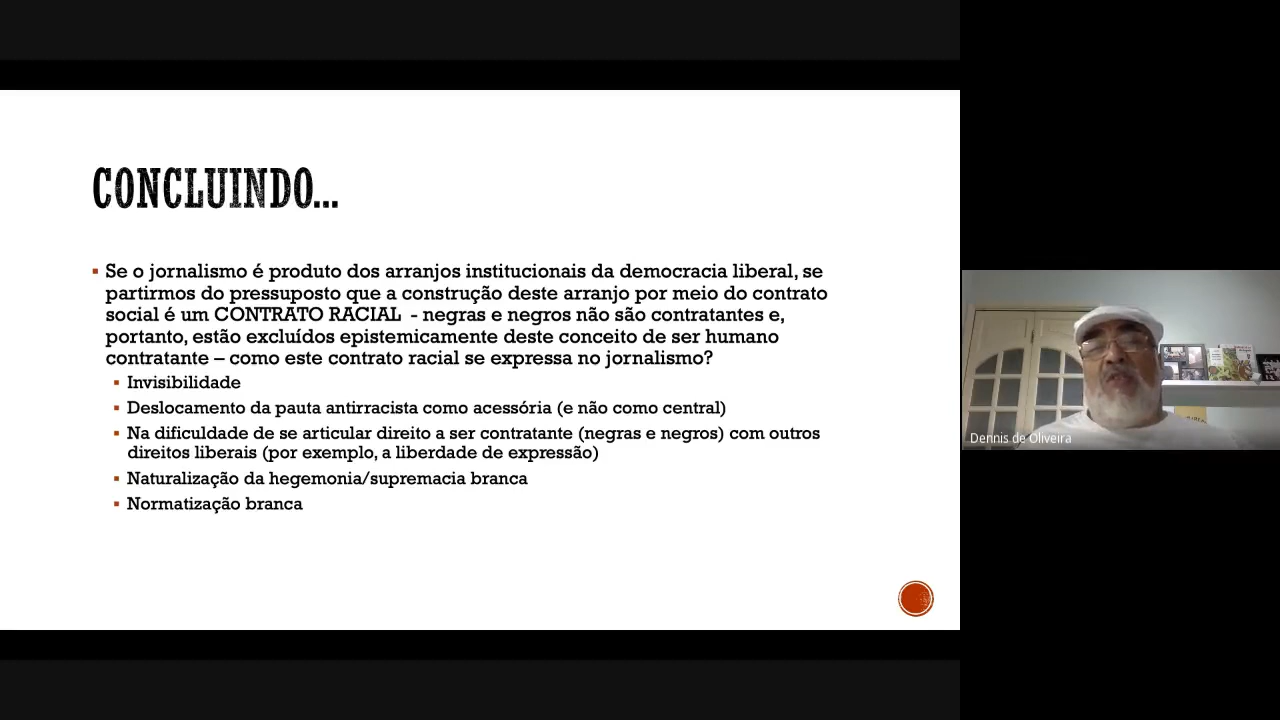 CONCLUINDO...
Se o jornalismo é produto dos arranjos institucionais da democracia liberal, se
partirmos do pressuposto que a construção deste arranjo por meio do contrato
social é um CONTRATO RACIAL - negras e negros não são contratantes e,
portanto, estão excluídos epistemicamente deste conceito de ser humano
contratante – como este contrato racial se expressa no jornalismo?
Invisibilidade
Deslocamento da pauta antirracista como acessória (e não como central)
Na dificuldade de se articular direito a ser contratante (negras e negros) com outros
direitos liberais (por exemplo, a liberdade de expressão)
Naturalização da hegemonia/supremacia branca
Normatização branca
Dennis de Oliveira